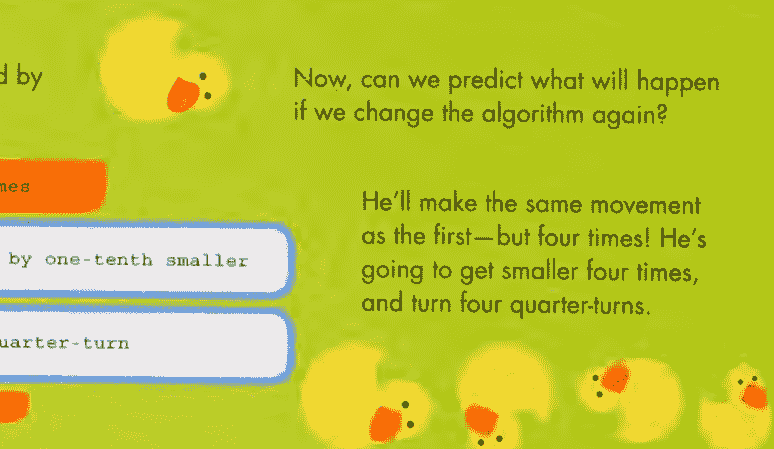 d by
Now, can we predict what will happen
if we change the algorithm again?
mes
by one-tenth smaller
uarter-turn
He'll make the same movement
as the first—but four times! He's
going to get smaller four times,
and turn four quarter-turns.